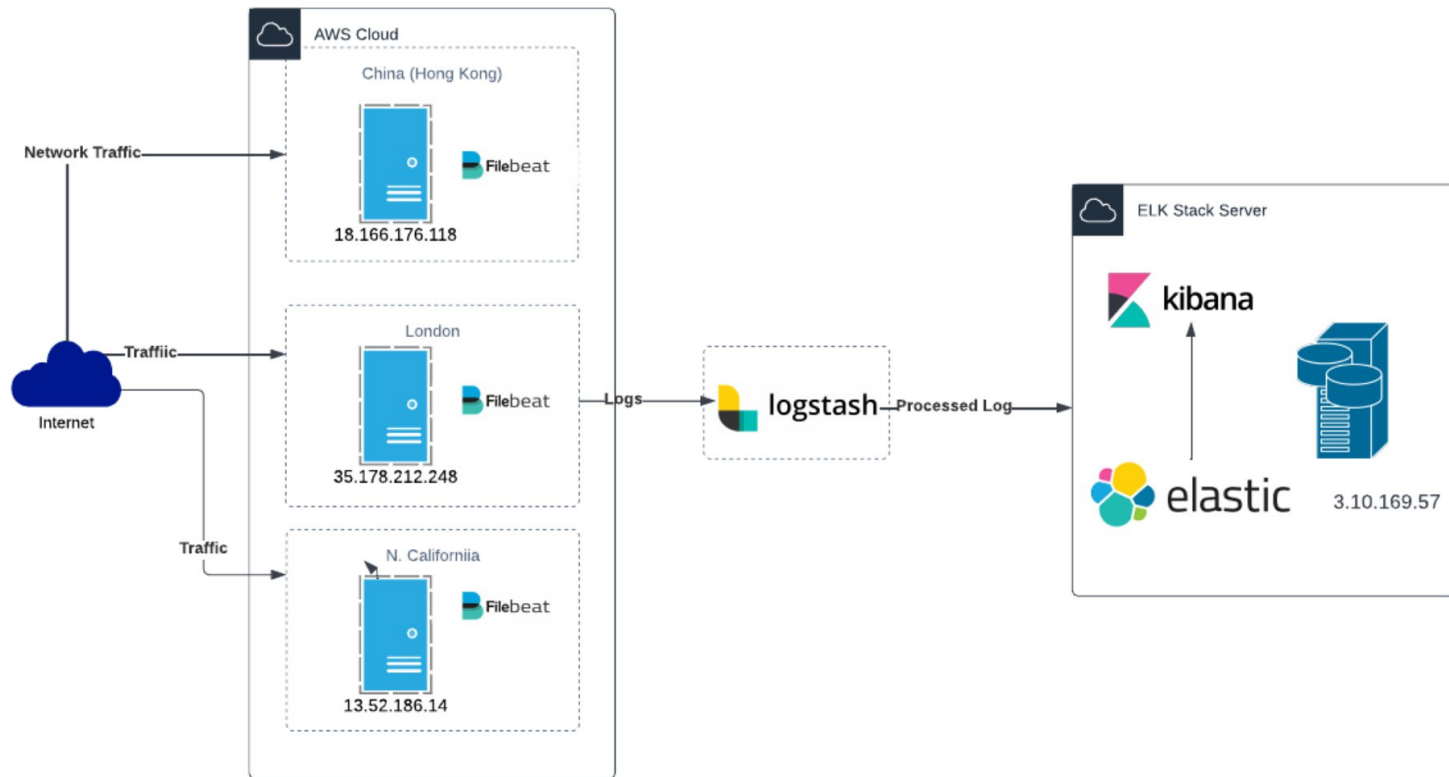 AWS Cloud
China (Hong Kong)
Network Traffic
Filebeat
18.166.176.118
ELK Stack Server
kibana
London
Traffiic
Filebeat
Logs
logstash
Processed Log
Internet
35.178.212.248
elastic
3.10.169.57
Traffic
N. Californiia
Filebeat
13.52.186.14